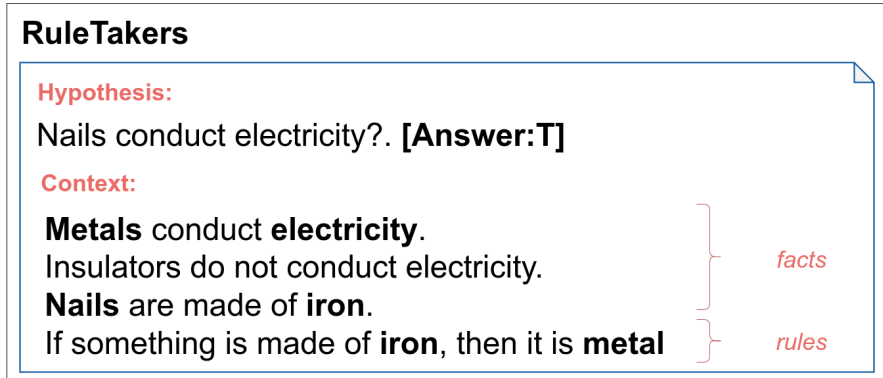 RuleTakers
Hypothesis:
Nails conduct electricity?. [Answer:T]
Context:
Metals conduct electricity.
Insulators do not conduct electricity.
facts
Nails are made of iron.
If something is made of iron, then it is metal
rules